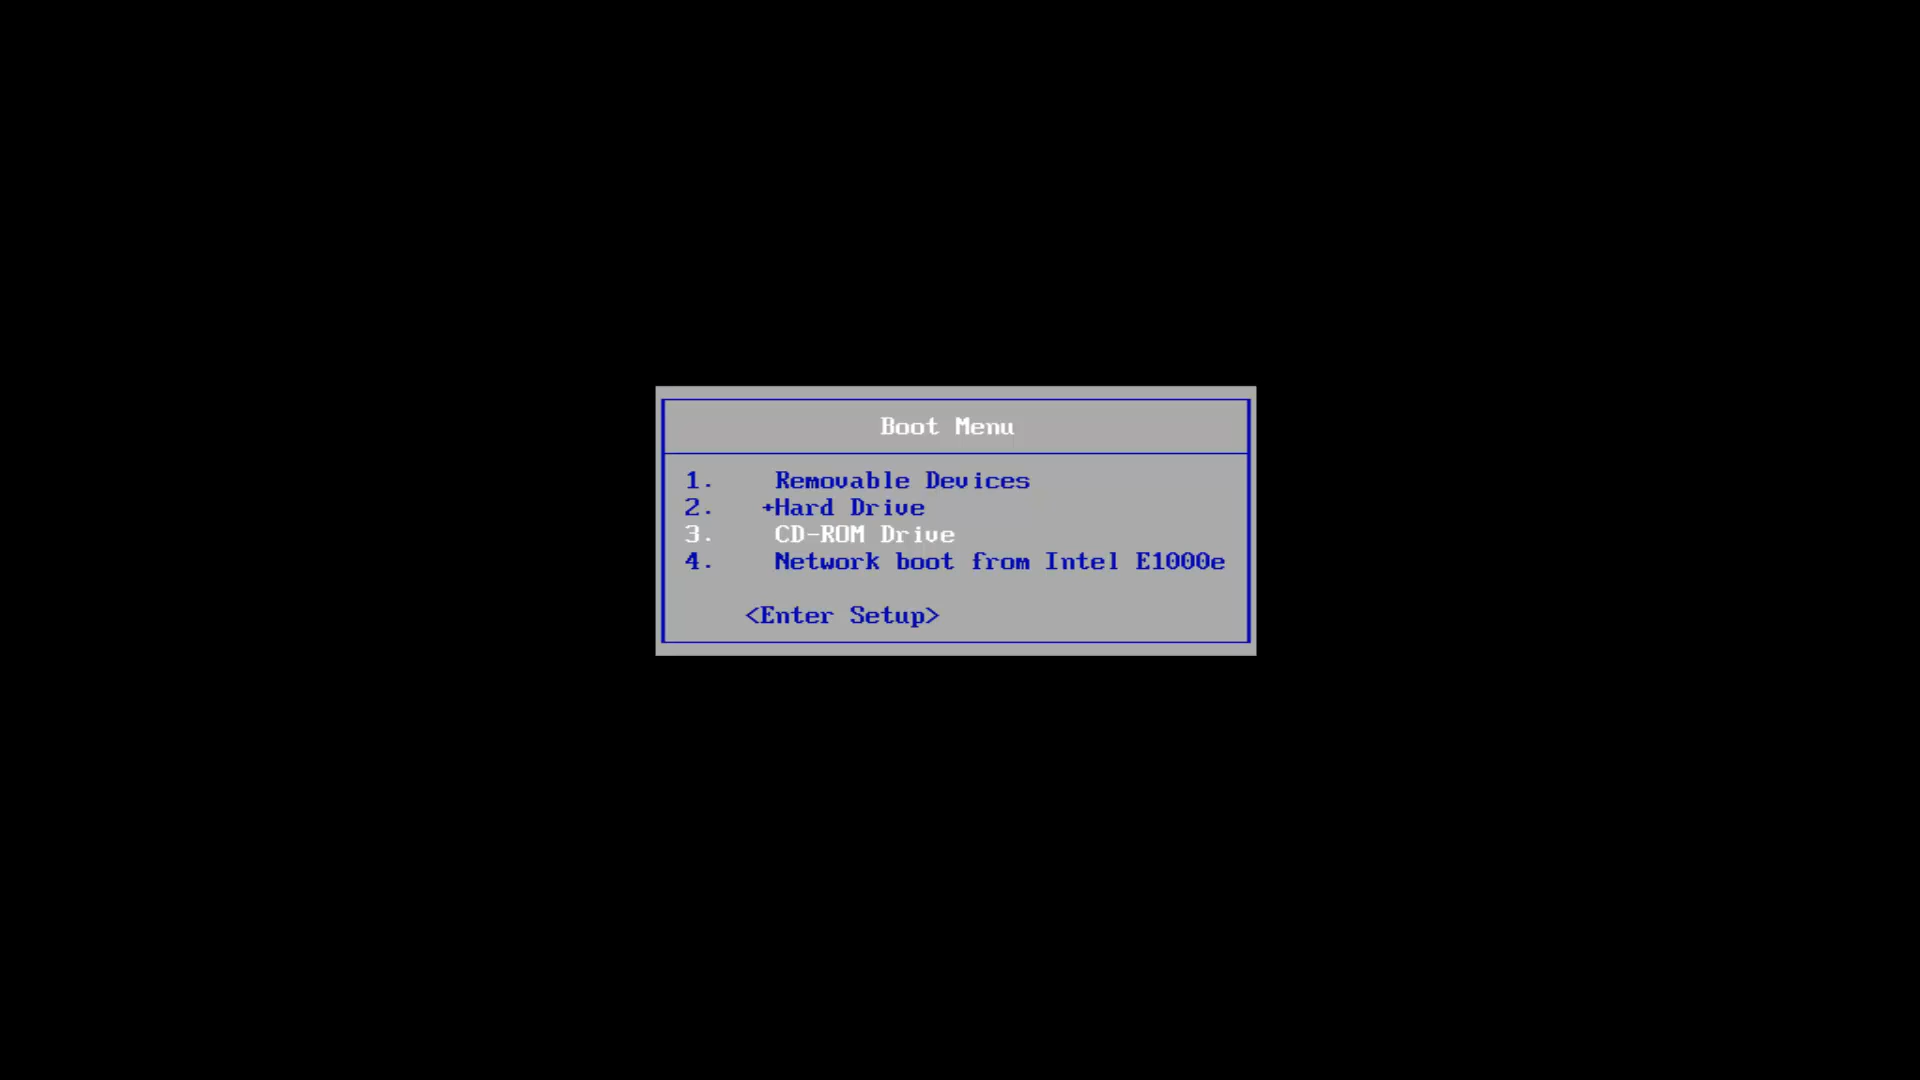 Boot Menu
1. Removable Devices
2. +Hard Drive
3. CD-ROM Drive
4. Network boot from Intel E1000e
<Enter Setup>